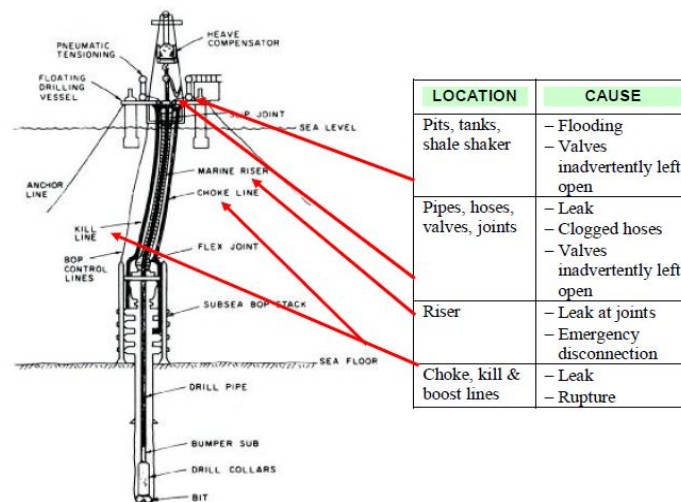 HEAVE
COMPENSATOR
PNEUMATIC
TENSIONING
FLOATING
DRILLING
VESSEL
SLIP JOINT
SEA LEVEL
ANCHOR
LINE
MARINE RISER
CHOKE LINE
KILL
LINE
BOP
CONTROL
LINES
FLEX JOINT
SUBSEA BOP STACK
SEA FLOOR
DRILL PIPE
BUMPER SUB
DRILL COLLARS
BIT
LOCATION CAUSE
Pits, tanks, – Flooding
shale shaker – Valves
inadvertently left
open
Pipes, hoses, – Leak
valves, joints – Clogged hoses
– Valves
inadvertently left
open
Riser – Leak at joints
– Emergency
disconnection
Choke, kill & – Leak
boost lines – Rupture